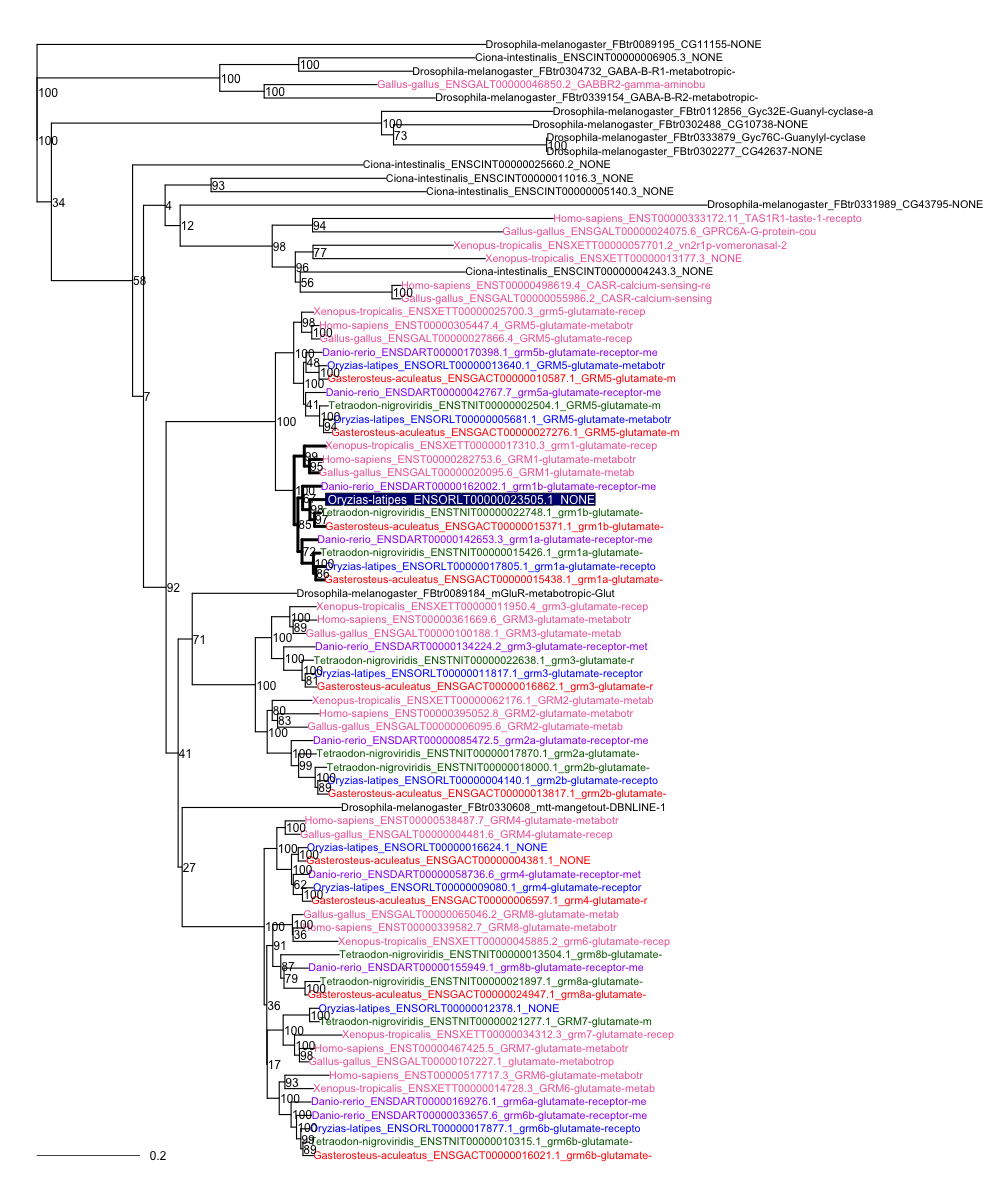 Drosophila-melanogaster_FBtr0089195_CG11155-NONE
Ciona-intestinalis_ENSCINT00000006905.3_NONE
100
Drosophila-melanogaster_FBtr0304732_GABA-B-R1-metabotropic-
100
Gallus-gallus_ENSGALT00000046850.2_GABBR2-gamma-aminobu
100
100
Drosophila-melanogaster_FBtr0339154_GABA-B-R2-metabotropic-
Drosophila-melanogaster_FBtr0112856_Gyc32E-Guanyl-cyclase-a
100
Drosophila-melanogaster_FBtr0302488_CG10738-NONE
73
Drosophila-melanogaster_FBtr0333879_Gyc76C-Guanylyl-cyclase
100
100
Drosophila-melanogaster_FBtr0302277_CG42637-NONE
Ciona-intestinalis_ENSCINT00000025660.2_NONE
Ciona-intestinalis_ENSCINT00000011016.3_NONE
93
Ciona-intestinalis_ENSCINT00000005140.3_NONE
34
4
Drosophila-melanogaster_FBtr0331989_CG43795-NONE
Homo-sapiens_ENST00000333172.11_TAS1R1-taste-1-recepto
12
94
Gallus-gallus_ENSGALT00000024075.6_GPRC6A-G-protein-cou
98
Xenopus-tropicalis_ENSXETT00000057701.2_vn2r1p-vomeronasal-2
77
Xenopus-tropicalis_ENSXETT00000013177.3_NONE
96
Ciona-intestinalis_ENSCINT00000004243.3_NONE
58
56
Homo-sapiens_ENST00000498619.4_CASR-calcium-sensing-re
100
Gallus-gallus_ENSGALT00000055986.2_CASR-calcium-sensing
Xenopus-tropicalis_ENSXETT00000025700.3_grm5-glutamate-recep
98
Homo-sapiens_ENST00000305447.4_GRM5-glutamate-metabotr
100
Gallus-gallus_ENSGALT00000027866.4_GRM5-glutamate-recep
100
Danio-rerio_ENSDART00000170398.1_grm5b-glutamate-receptor-me
48
Oryzias-latipes_ENSORLT00000013640.1_GRM5-glutamate-metabotr
100
Gasterosteus-aculeatus_ENSGACT00000010587.1_GRM5-glutamate-m
100
Danio-rerio_ENSDART00000042767.7_grm5a-glutamate-receptor-me
7
41
Tetraodon-nigroviridis_ENSTNIT00000002504.1_GRM5-glutamate-m
100
Oryzias-latipes_ENSORLT00000005681.1_GRM5-glutamate-metabotr
100
94
Gasterosteus-aculeatus_ENSGACT00000027276.1_GRM5-glutamate-m
Xenopus-tropicalis_ENSXETT00000017310.3_grm1-glutamate-recep
99
Homo-sapiens_ENST00000282753.6_GRM1-glutamate-metabotr
95
Gallus-gallus_ENSGALT00000020095.6_GRM1-glutamate-metab
Danio-rerio_ENSDART00000162002.1_grm1b-glutamate-receptor-me
100
Oryzias-latipes_ENSORLT00000023505.1_NONE
98
Tetraodon-nigroviridis_ENSTNIT00000022748.1_grm1b-glutamate-
97
85
Gasterosteus-aculeatus_ENSGACT00000015371.1_grm1b-glutamate-
Danio-rerio_ENSDART00000142653.3_grm1a-glutamate-receptor-me
72
Tetraodon-nigroviridis_ENSTNIT00000015426.1_grm1a-glutamate-
100
Oryzias-latipes_ENSORLT00000017805.1_grm1a-glutamate-recepto
86
Gasterosteus-aculeatus_ENSGACT00000015438.1_grm1a-glutamate-
92
Drosophila-melanogaster_FBtr0089184_mGluR-metabotropic-Glut
Xenopus-tropicalis_ENSXETT00000011950.4_grm3-glutamate-recep
100
Homo-sapiens_ENST00000361669.6_GRM3-glutamate-metabotr
89
Gallus-gallus_ENSGALT00000100188.1_GRM3-glutamate-metab
71
100
Danio-rerio_ENSDART00000134224.2_grm3-glutamate-receptor-met
100
Tetraodon-nigroviridis_ENSTNIT00000022638.1_grm3-glutamate-r
100
Oryzias-latipes_ENSORLT00000011817.1_grm3-glutamate-receptor
81
100
Gasterosteus-aculeatus_ENSGACT00000016862.1_grm3-glutamate-r
Xenopus-tropicalis_ENSXETT00000062176.1_GRM2-glutamate-metab
80
Homo-sapiens_ENST00000395052.8_GRM2-glutamate-metabotr
83
Gallus-gallus_ENSGALT00000006095.6_GRM2-glutamate-metab
100
Danio-rerio_ENSDART00000085472.5_grm2a-glutamate-receptor-me
41
100
Tetraodon-nigroviridis_ENSTNIT00000017870.1_grm2a-glutamate-
99
Tetraodon-nigroviridis_ENSTNIT00000018000.1_grm2b-glutamate-
100
Oryzias-latipes_ENSORLT00000004140.1_grm2b-glutamate-recepto
89
Gasterosteus-aculeatus_ENSGACT00000013817.1_grm2b-glutamate-
Drosophila-melanogaster_FBtr0330608_mtt-mangetout-DBNLINE-1
Homo-sapiens_ENST00000538487.7_GRM4-glutamate-metabotr
100
Gallus-gallus_ENSGALT00000004481.6_GRM4-glutamate-recep
100
Oryzias-latipes_ENSORLT00000016624.1_NONE
100
Gasterosteus-aculeatus_ENSGACT00000004381.1_NONE
27
100
Danio-rerio_ENSDART00000058736.6_grm4-glutamate-receptor-met
62
Oryzias-latipes_ENSORLT00000009080.1_grm4-glutamate-receptor
100
Gasterosteus-aculeatus_ENSGACT00000006597.1_grm4-glutamate-r
Gallus-gallus_ENSGALT00000065046.2_GRM8-glutamate-metab
100
100
Homo-sapiens_ENST00000339582.7_GRM8-glutamate-metabotr
36
Xenopus-tropicalis_ENSXETT00000045885.2_grm6-glutamate-recep
91
Tetraodon-nigroviridis_ENSTNIT00000013504.1_grm8b-glutamate-
87
Danio-rerio_ENSDART00000155949.1_grm8b-glutamate-receptor-me
79
Tetraodon-nigroviridis_ENSTNIT00000021897.1_grm8a-glutamate-
100
Gasterosteus-aculeatus_ENSGACT00000024947.1_grm8a-glutamate-
36
Oryzias-latipes_ENSORLT00000012378.1_NONE
100
Tetraodon-nigroviridis_ENSTNIT00000021277.1_GRM7-glutamate-m
100
Xenopus-tropicalis_ENSXETT00000034312.3_grm7-glutamate-recep
100
Homo-sapiens_ENST00000467425.5_GRM7-glutamate-metabotr
98
Gallus-gallus_ENSGALT00000107227.1_glutamate-metabotrop
17
Homo-sapiens_ENST00000517717.3_GRM6-glutamate-metabotr
93
Xenopus-tropicalis_ENSXETT00000014728.3_GRM6-glutamate-metab
100
Danio-rerio_ENSDART00000169276.1_grm6a-glutamate-receptor-me
100
Danio-rerio_ENSDART00000033657.6_grm6b-glutamate-receptor-me
100
Oryzias-latipes_ENSORLT00000017877.1_grm6b-glutamate-recepto
99
Tetraodon-nigroviridis_ENSTNIT00000010315.1_grm6b-glutamate-
89
Gasterosteus-aculeatus_ENSGACT00000016021.1_grm6b-glutamate-
0.2